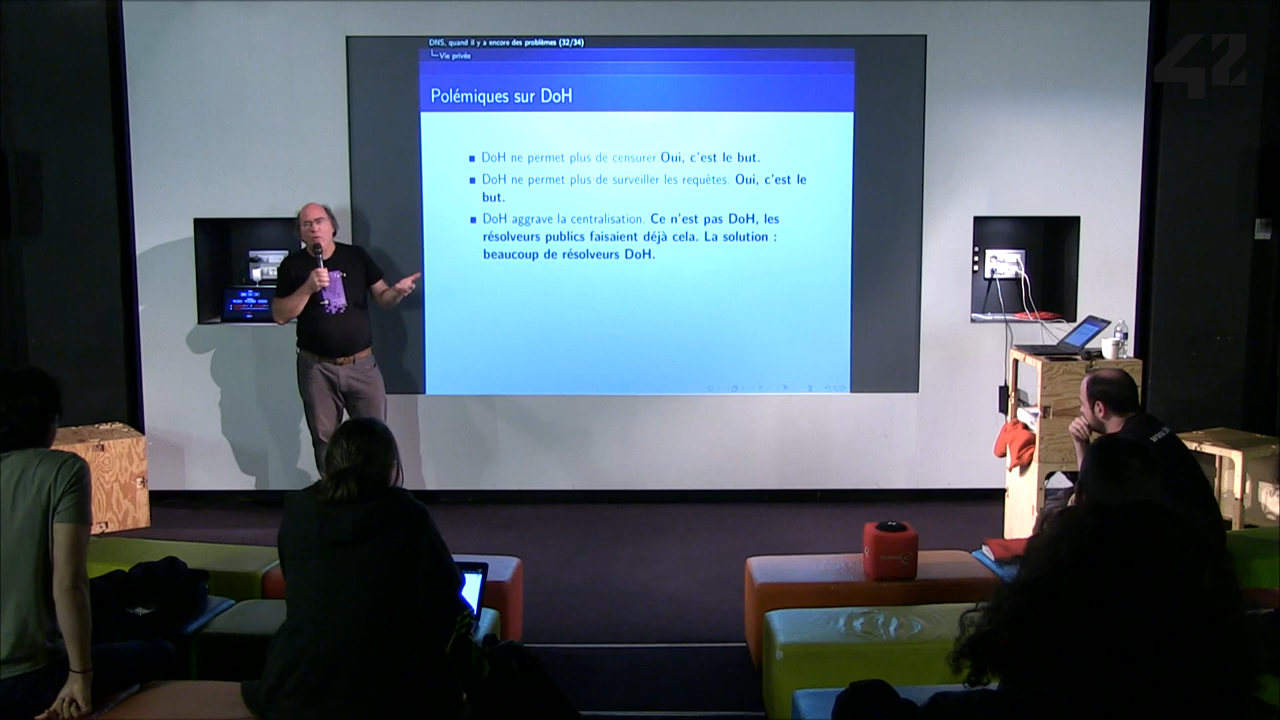 42
DNS, quand il y a encore des problèmes (32/34)
Vie privée
Polémiques sur DoH
DoH ne permet plus de censurer Oui, c'est le but.
DoH ne permet plus de surveiller les requêtes. Oui, c'est le
but.
DoH aggrave la centralisation. Ce n'est pas DoH, les
résolveurs publics faisaient déjà cela. La solution :
beaucoup de résolveurs DoH.